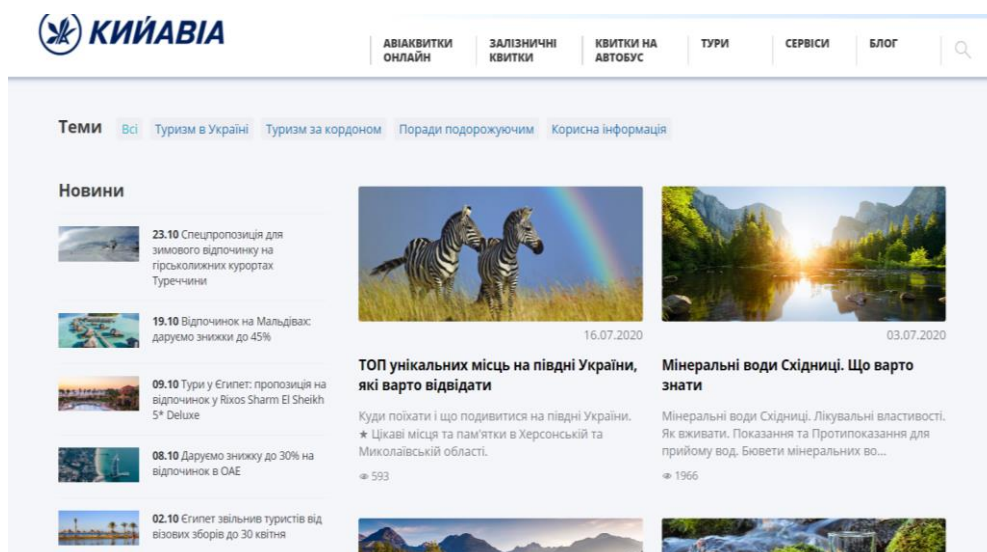 КИЙАВІА
АВІАКВИТКИ
ОНЛАЙН
ЗАЛІЗНИЧНІ
КВИТКИ
КВИТКИ НА
АВТОБУС
ТУРИ
СЕРВІСИ
БЛОГ
Теми Всі Туризм в Україні Туризм за кордоном Поради подорожуючим Корисна інформація
Новини
23.10 Спецпропозиція для
зимового відпочинку на
гірськолижних курортах
Туреччини
19.10 Відпочинок на Мальдівах:
даруємо знижки до 45%
09.10 Тури у Єгипет: пропозиція на
відпочинок у Rixos Sharm El Sheikh
5* Deluxe
08.10 Даруємо знижку до 30% на
відпочинок в ОАЕ
02.10 Єгипет звільнив туристів від
візових зборів до 30 квітня
16.07.2020
ТОП унікальних місць на півдні України,
які варто відвідати
Куди поїхати і що подивитися на півдні України.
★ Цікаві місця та пам'ятки в Херсонській та
Миколаївській області.
593
03.07.2020
Мінеральні води Східниці. Що варто
знати
Мінеральні води Східниці. Лікувальні властивості.
Як вживати. Показання та Протипоказання для
прийому вод. Бювети мінеральних во...
1966